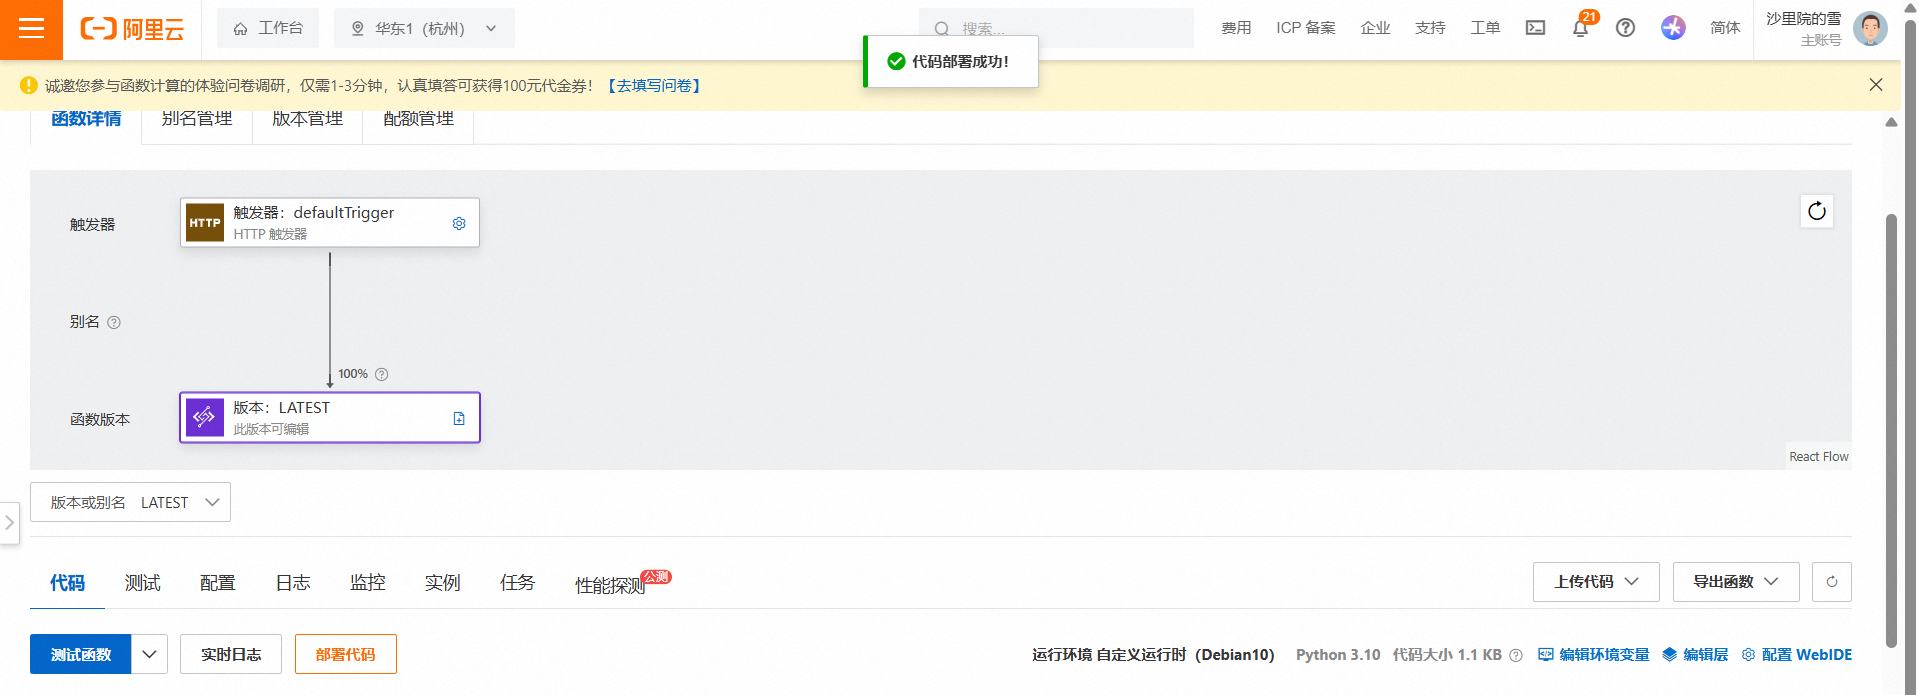 阿里云
工作台
华东1（杭州）
搜索...
费用
ICP 备案
企业
支持
工单
21
简体
沙里院的雪
主账号
代码部署成功！
诚邀您参与函数计算的体验问卷调研，仅需1-3分钟，认真填答可获得100元代金券！【去填写问卷】
函数详情
别名管理
版本管理
配额管理
触发器
HTTP
触发器：defaultTrigger
HTTP 触发器
别名
100%
函数版本
版本：LATEST
此版本可编辑
React Flow
版本或别名 LATEST
代码
测试
配置
日志
监控
实例
任务
性能探测
公测
上传代码
导出函数
测试函数
实时日志
部署代码
运行环境 自定义运行时（Debian10） Python 3.10 代码大小 1.1 KB
编辑环境变量
编辑层
配置 WebIDE